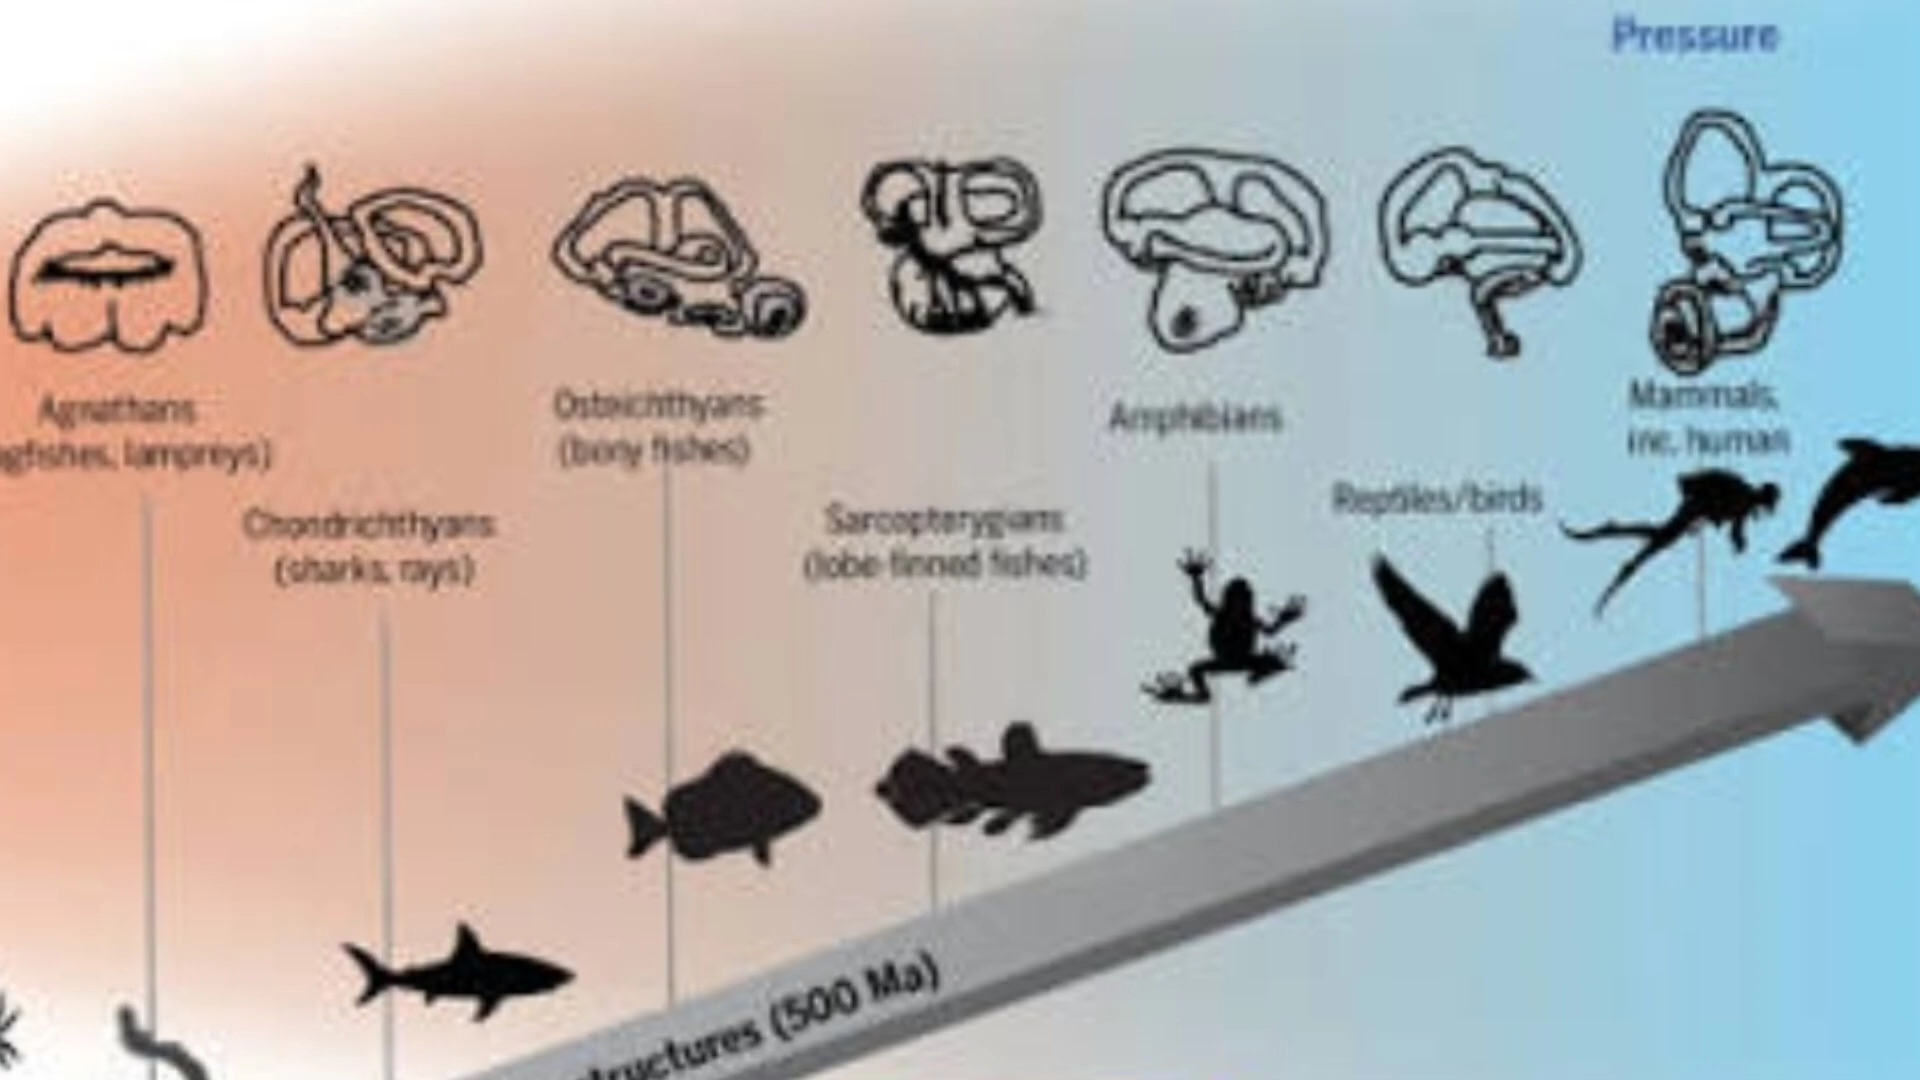 Pressure
Agnathans
gfishes, lampreys)
Chondrichthyans
(sharks, rays)
Osteichthyans
(bony fishes)
Sarcopterygians
(lobe-finned fishes)
Amphibians
Reptiles/birds
Mammals,
inc. human
structures (500 Ma)